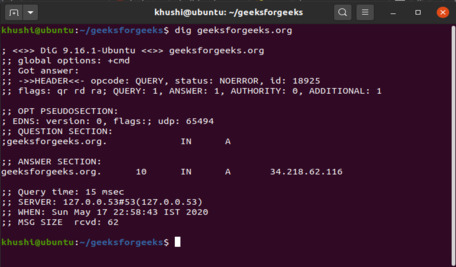 khushi@ubuntu: ~/geeksforgeeks
khushi@ubuntu:~/geeksforgeeks$ dig geeksforgeeks.org
; <<>> DiG 9.16.1-Ubuntu <<>> geeksforgeeks.org
;; global options: +cmd
;; Got answer:
;; ->>HEADER<<- opcode: QUERY, status: NOERROR, id: 18925
;; flags: qr rd ra; QUERY: 1, ANSWER: 1, AUTHORITY: 0, ADDITIONAL: 1
;; OPT PSEUDOSECTION:
; EDNS: version: 0, flags:; udp: 65494
;; QUESTION SECTION:
;geeksforgeeks.org. IN A
;; ANSWER SECTION:
geeksforgeeks.org. 10 IN A 34.218.62.116
;; Query time: 15 msec
;; SERVER: 127.0.0.53#53(127.0.0.53)
;; WHEN: Sun May 17 22:58:43 IST 2020
;; MSG SIZE rcvd: 62
khushi@ubuntu:~/geeksforgeeks$